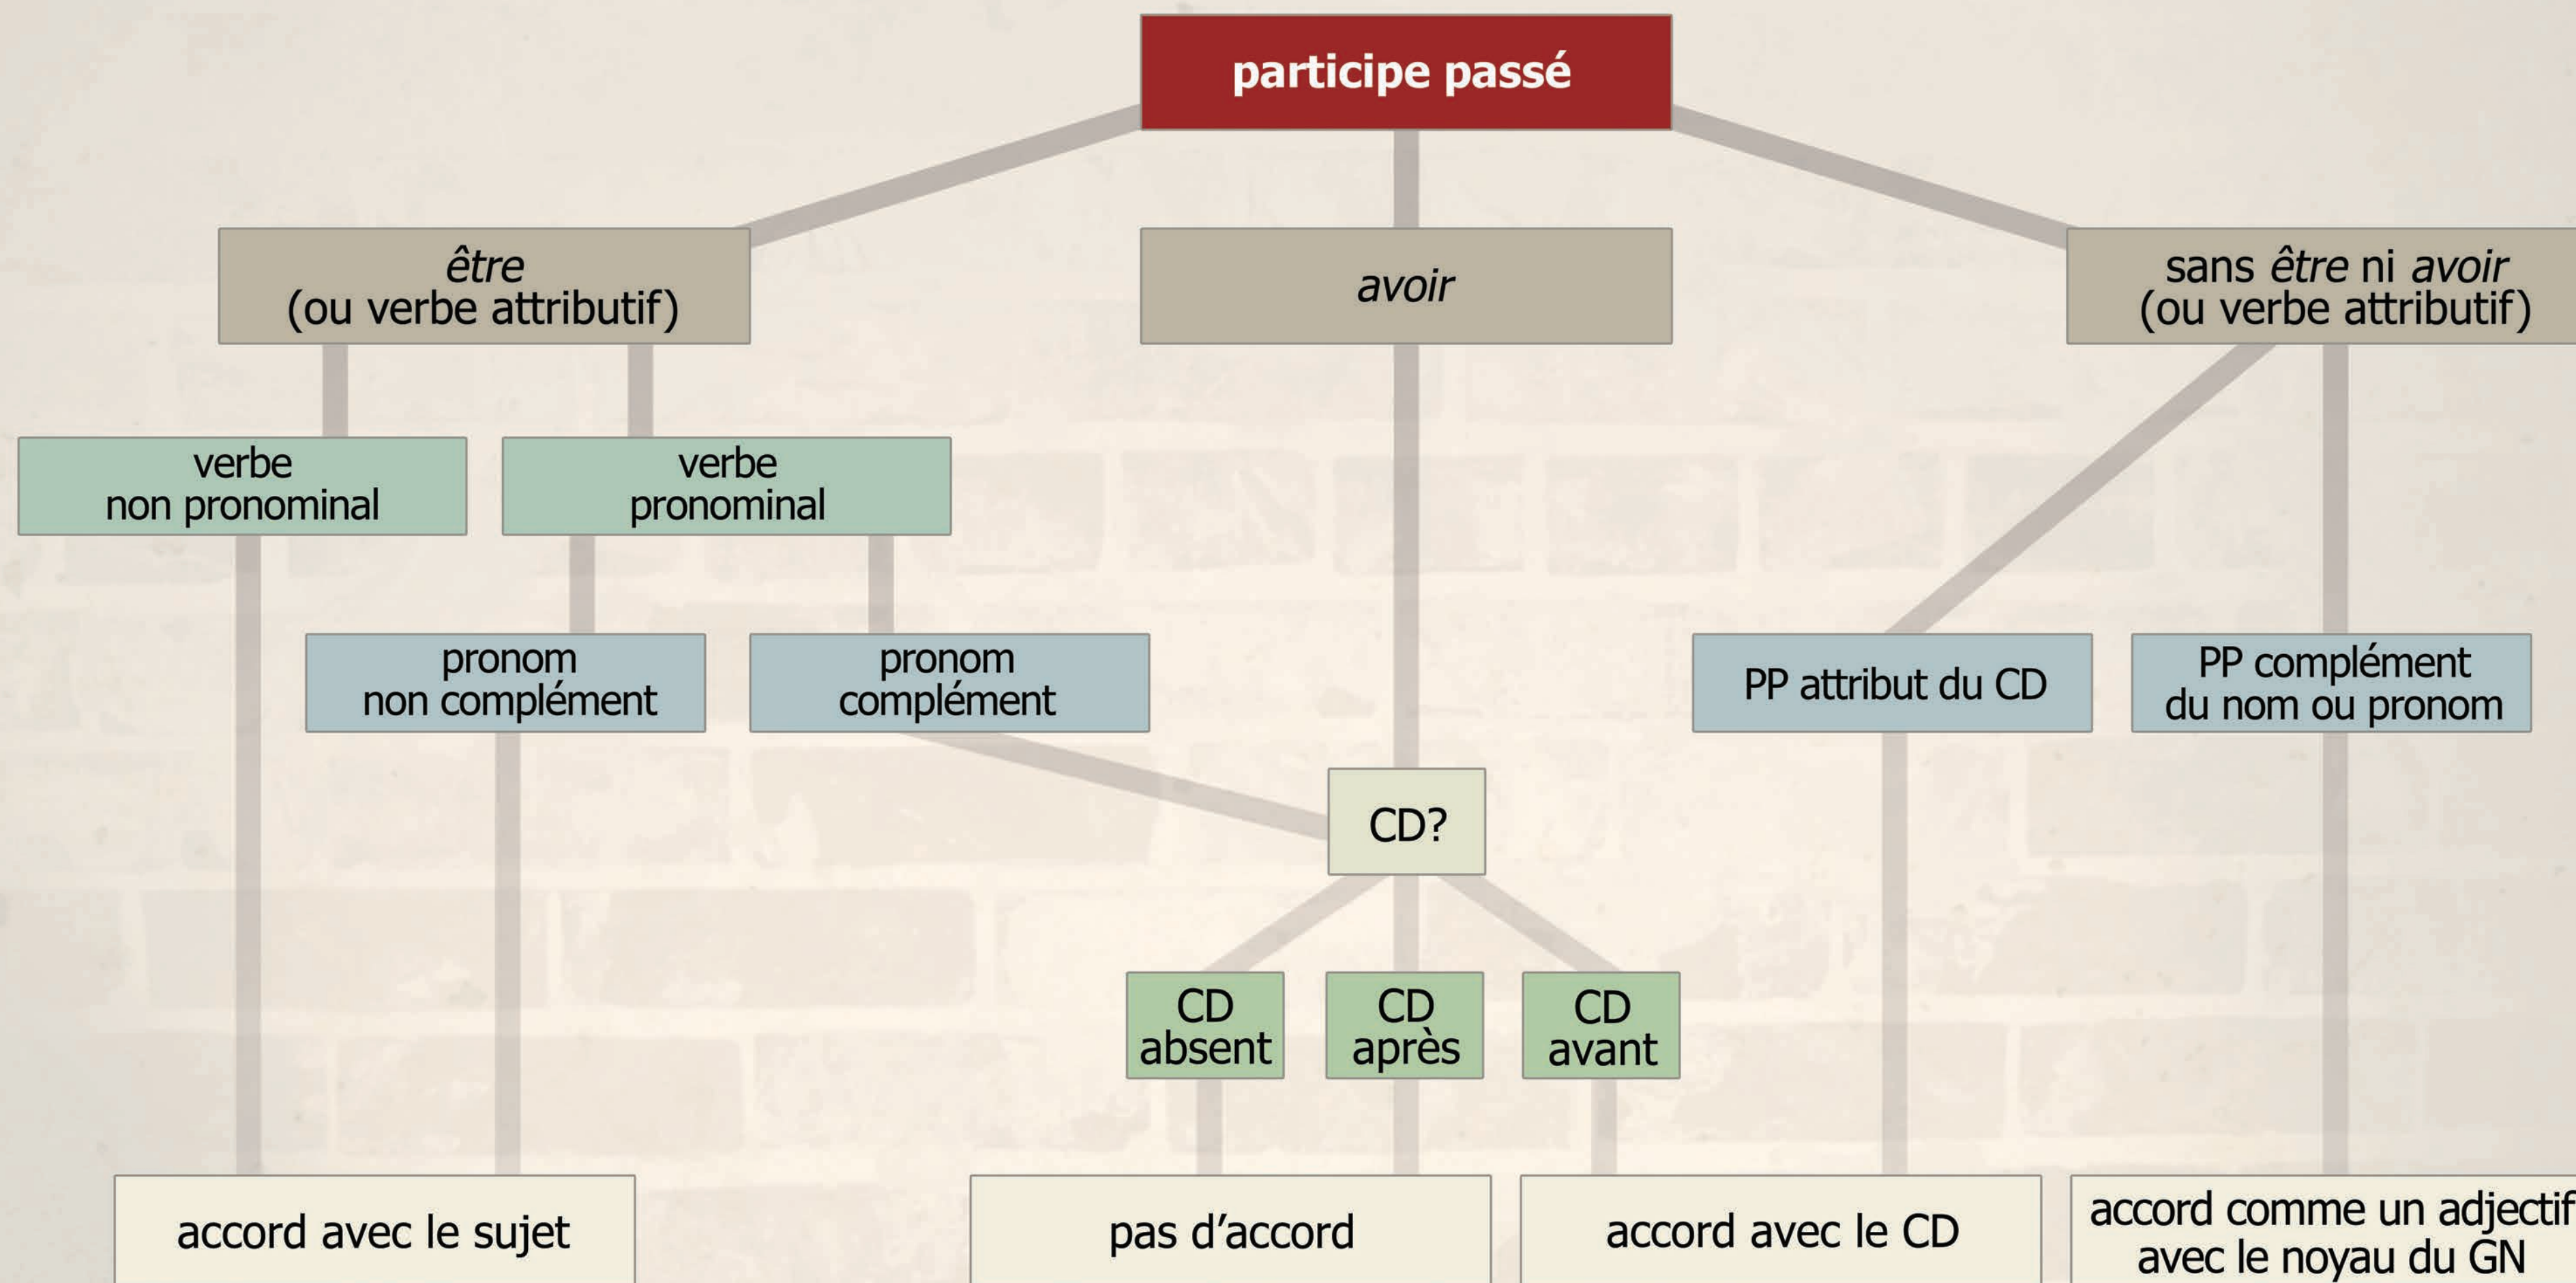 participe passé
être
(ou verbe attributif)
avoir
sans être ni avoir
(ou verbe attributif)
verbe
non pronominal
verbe
pronominal
pronom
non complément
pronom
complément
PP attribut du CD
PP complément
du nom ou pronom
CD?
CD
absent
CD
après
CD
avant
accord avec le sujet
pas d’accord
accord avec le CD
accord comme un adjectif
avec le noyau du GN